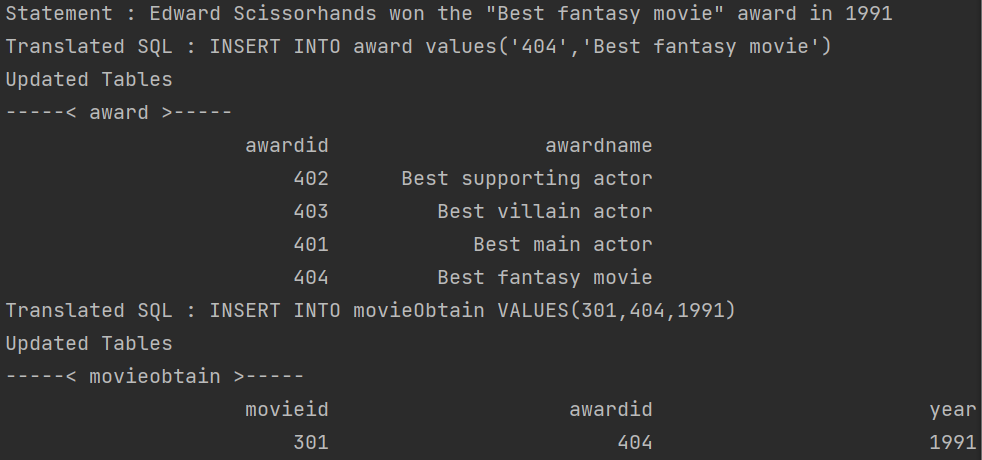 Statement : Edward Scissorhands won the "Best fantasy movie" award in 1991
Translated SQL : INSERT INTO award values('404','Best fantasy movie')
Updated Tables
-----< award >-----
awardid awardname
402 Best supporting actor
403 Best villain actor
401 Best main actor
404 Best fantasy movie
Translated SQL : INSERT INTO movieObtain VALUES(301,404,1991)
Updated Tables
-----< movieobtain >-----
movieid awardid year
301 404 1991